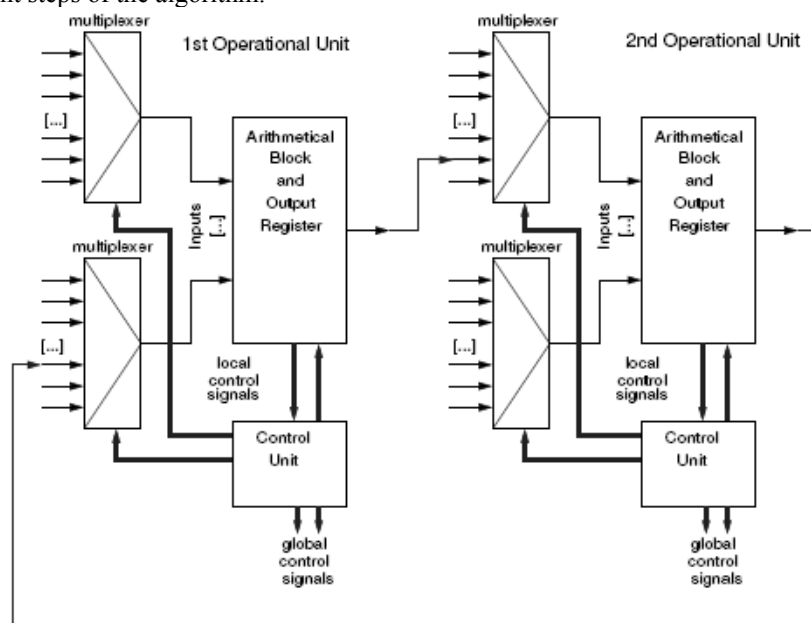 nt steps of the algorithm.
multiplexer
1st Operational Unit
[...]
Arithmetical
Block
and
Output
Register
Inputs
[...]
multiplexer
[...]
local
control
signals
Control
Unit
global
control
signals
multiplexer
2nd Operational Unit
[...]
Arithmetical
Block
and
Output
Register
Inputs
[...]
multiplexer
[...]
local
control
signals
Control
Unit
global
control
signals